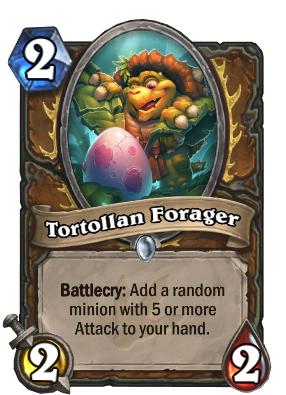 2
Tortollan Forager
Battlecry: Add a random
minion with 5 or more
Attack to your hand.
2
2